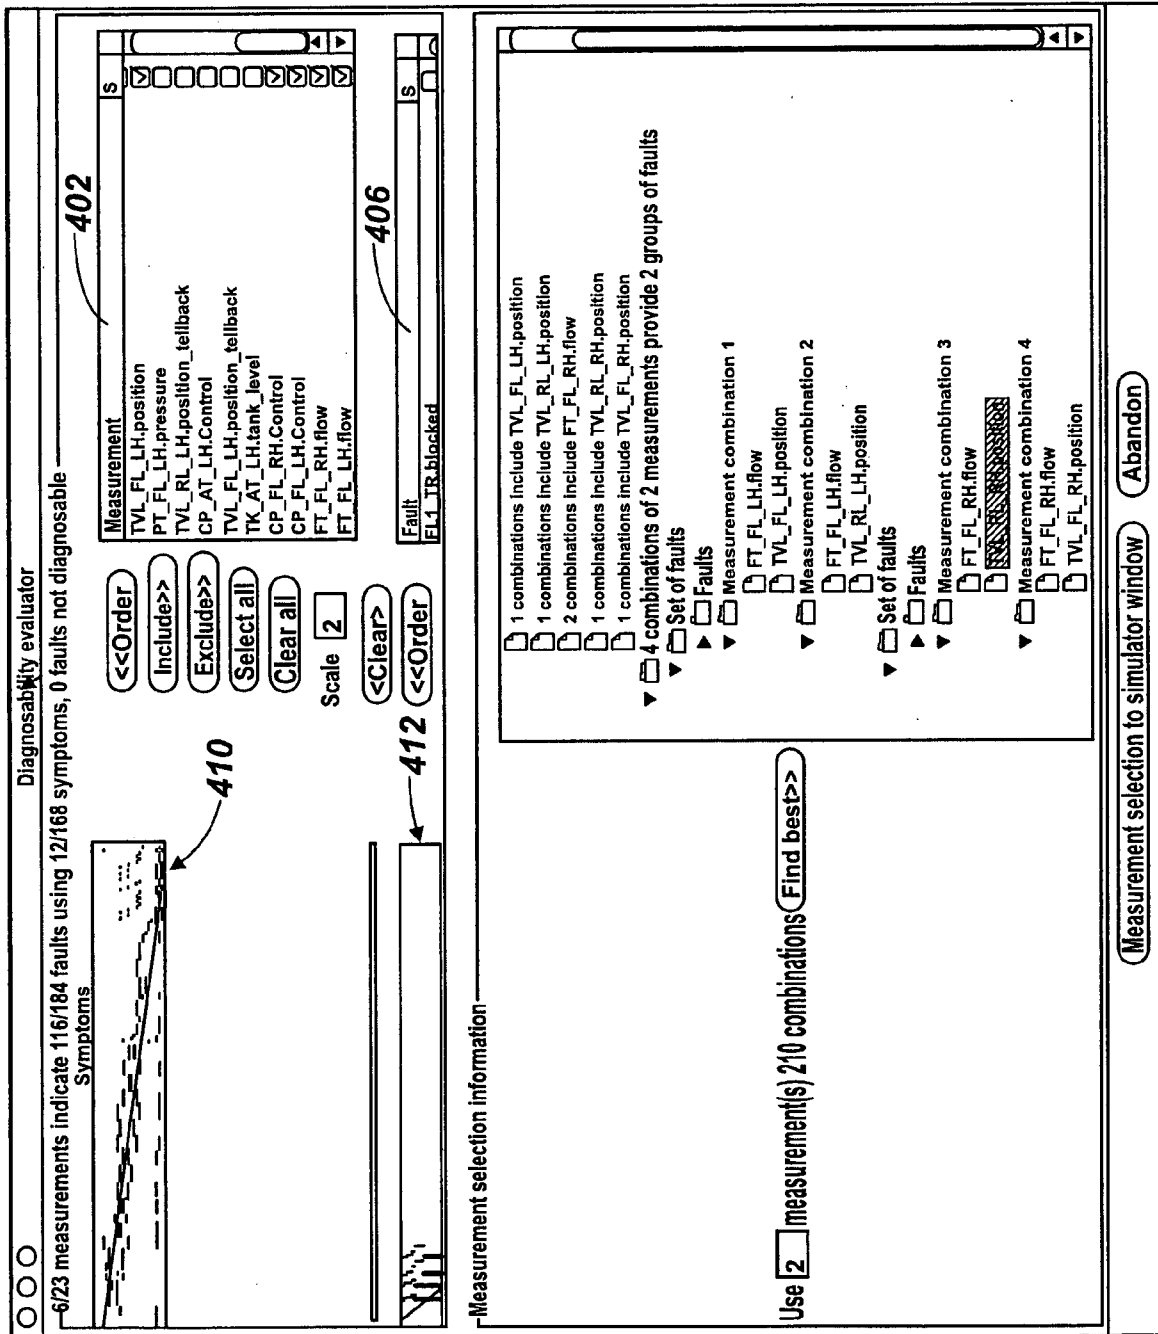 Diagnosability evaluator
6/23 measurements indicate 116/184 faults using 12/168 symptoms, 0 faults not diagnosable
Symptoms
410
<<Order
Include>>
Exclude>>
Select all
Clear all
Scale 2
<Clear>
<<Order
412
402
Measurement s
TVL_FL_LH.position
PT_FL_LH.pressure
TVL_RL_LH.position_tellback
CP_AT_LH.Control
TVL_FL_LH.position_tellback
TK_AT_LH.tank_level
CP_FL_RH.Control
CP_FL_LH.Control
FT_FL_RH.flow
FT_FL_LH.flow
406
Fault s
FL1_TR.blocked
Measurement selection information
Use 2 measurement(s) 210 combinations Find best>>
1 combinations include TVL_FL_LH.position
1 combinations include TVL_RL_LH.position
2 combinations include FT_FL_RH.flow
1 combinations include TVL_RL_RH.position
1 combinations include TVL_FL_RH.position
4 combinations of 2 measurements provide 2 groups of faults
Set of faults
Faults
Measurement combination 1
FT_FL_LH.flow
TVL_FL_LH.position
Measurement combination 2
FT_FL_LH.flow
TVL_RL_LH.position
Set of faults
Faults
Measurement combination 3
FT_FL_RH.flow
TVL_RL_RH.position
Measurement combination 4
FT_FL_RH.flow
TVL_FL_RH.position
Measurement selection to simulator window
Abandon